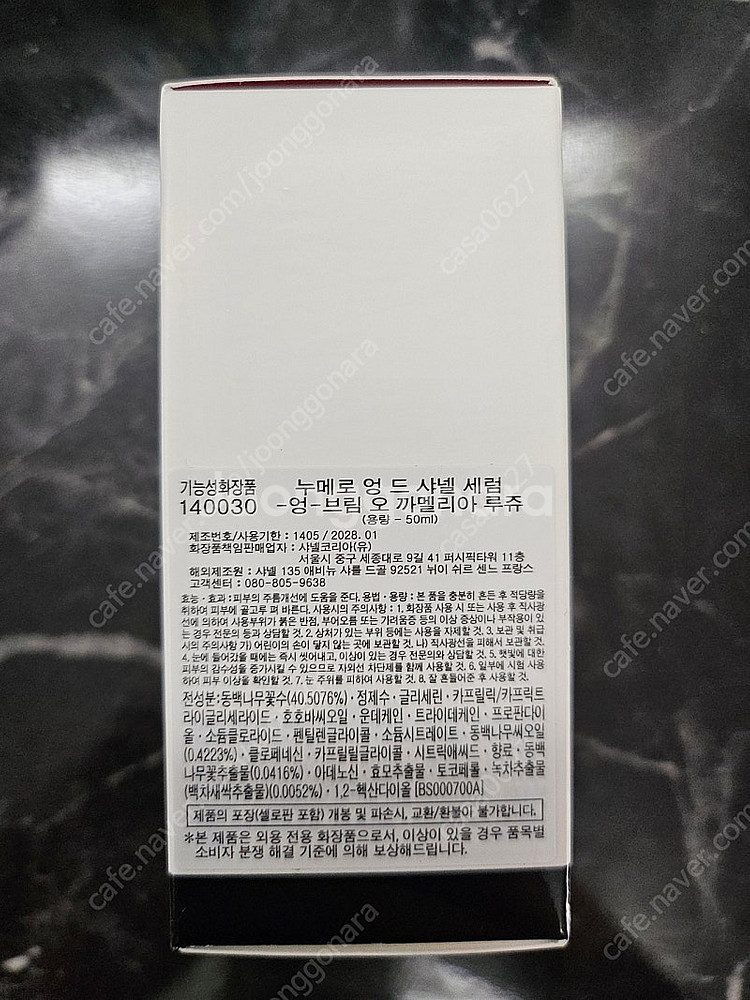 기능성화장품 누메로 엉 드 샤넬 세럼
140030 -엉-브림 오 까멜리아 루쥬
(용량 - 50ml)
제조번호/사용기한 : 1405 / 2028. 01
화장품책임판매업자 : 샤넬코리아(유)
서울시 중구 세종대로 9길 41 퍼시픽타워 11층
해외제조원 : 샤넬 135 애비뉴 샤를 드골 92521 뉘이 쉬르 센느 프랑스
고객센터 : 080-805-9638
효능 · 효과 : 피부의 주름개선에 도움을 준다. 용법 · 용량 : 본 품을 충분히 흔든 후 적당량을
취하여 피부에 골고루 펴 바른다. 사용시의 주의사항 : 1. 화장품 사용 시 또는 사용 후 직사광
선에 의하여 사용부위가 붉은 반점, 부어오름 또는 가려움증 등의 이상 증상이나 부작용이 있
는 경우 전문의 등과 상담할 것. 2. 상처가 있는 부위 등에는 사용을 자제할 것. 3. 보관 및 취급
시의 주의사항 가) 어린이의 손이 닿지 않는 곳에 보관할 것. 나) 직사광선을 피해서 보관할 것.
4. 눈에 들어갔을 때에는 즉시 씻어내고, 이상이 있는 경우 전문의와 상담할 것. 5. 햇빛에 대한
피부의 감수성을 증가시킬 수 있으므로 자외선 차단제를 함께 사용할 것. 6. 일부에 시험 사용
하여 피부 이상을 확인할 것. 7. 눈 주위를 피하여 사용할 것. 8. 잘 흔들어준 후 사용할 것.
전성분:동백나무꽃수(40.5076%) · 정제수 · 글리세린 · 카프릴릭/카프릭트
라이글리세라이드 · 호호바씨오일 · 운데케인 · 트라이데케인 · 프로판다이
올 · 소듐클로라이드 · 펜틸렌글라이콜 · 소듐시트레이트 · 동백나무씨오일
(0.4223%) · 클로페네신 · 카프릴릴글라이콜 · 시트릭애씨드 · 향료 · 동백
나무꽃추출물(0.0416%) · 아데노신 · 효모추출물 · 토코페롤 · 녹차추출물
(백차새싹추출물)(0.0052%) · 1,2-헥산다이올 [BS000700A]
제품의 포장(셀로판 포함) 개봉 및 파손시, 교환/환불이 불가합니다.
*본 제품은 외용 전용 화장품으로서, 이상이 있을 경우 품목별
소비자 분쟁 해결 기준에 의해 보상해드립니다.
cafe.naver.com/joonggonara
casa0627